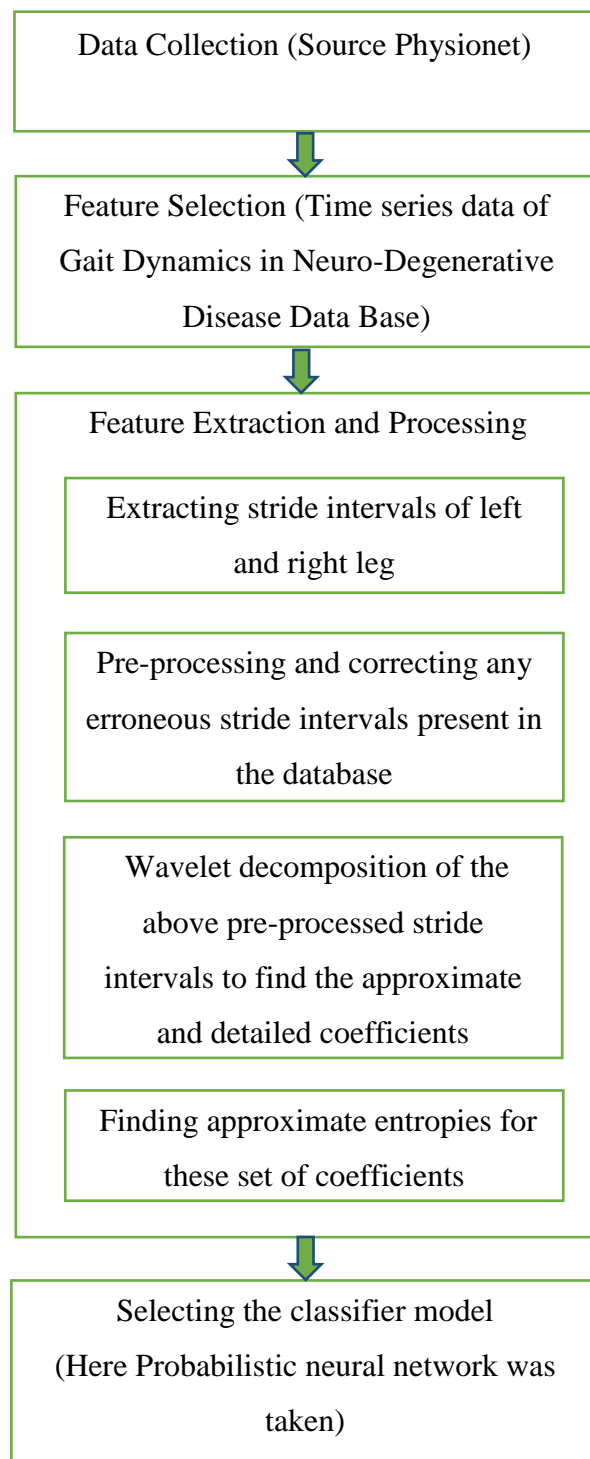 Data Collection (Source Physionet)
Feature Selection (Time series data of
Gait Dynamics in Neuro-Degenerative
Disease Data Base)
Feature Extraction and Processing
Extracting stride intervals of left
and right leg
Pre-processing and correcting any
erroneous stride intervals present in
the database
Wavelet decomposition of the
above pre-processed stride
intervals to find the approximate
and detailed coefficients
Finding approximate entropies for
these set of coefficients
Selecting the classifier model
(Here Probabilistic neural network was
taken)